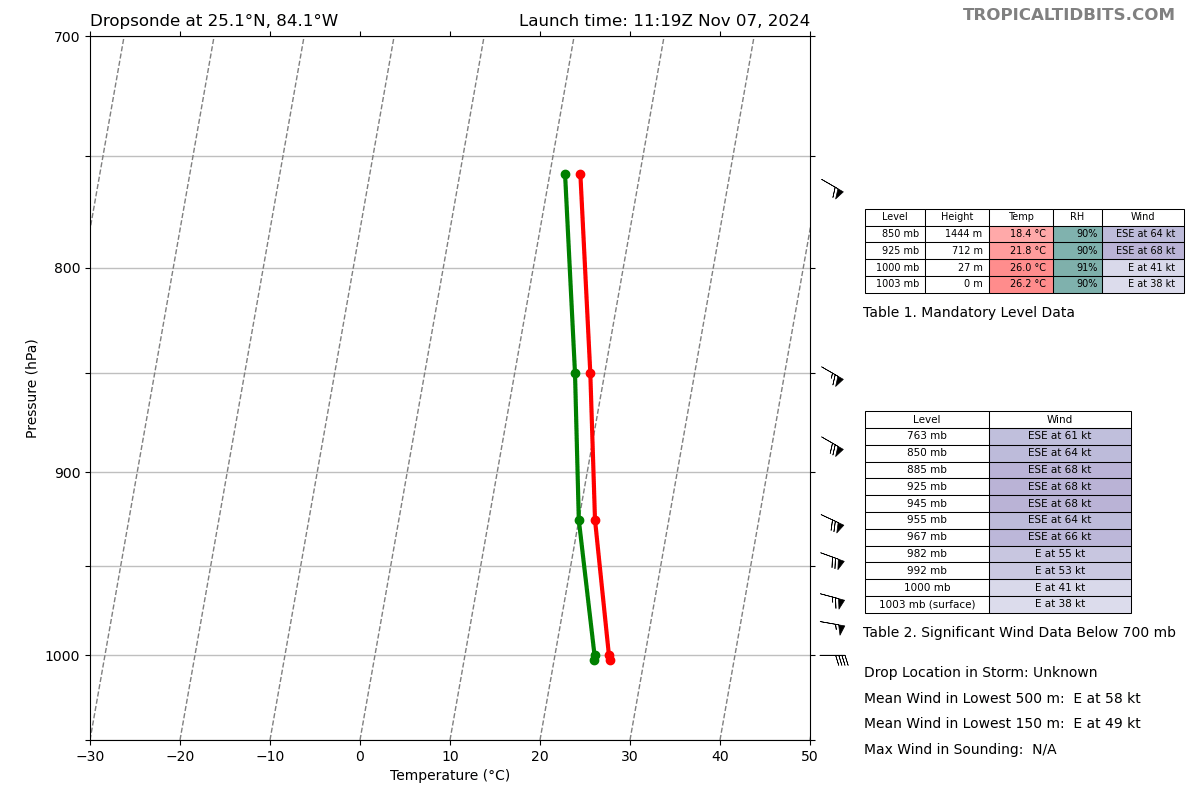 Dropsonde at 25.1°N, 84.1°W Launch time: 11:19Z Nov 07, 2024
TROPICALTIDBITS.COM
700
800
900
1000
Pressure (hPa)
−30 −20 −10 0 10 20 30 40 50
Temperature (°C)
Level Height Temp RH Wind
850 mb 1444 m 18.4 °C 90% ESE at 64 kt
925 mb 712 m 21.8 °C 90% ESE at 68 kt
1000 mb 27 m 26.0 °C 91% E at 41 kt
1003 mb 0 m 26.2 °C 90% E at 38 kt
Table 1. Mandatory Level Data
Level Wind
763 mb ESE at 61 kt
850 mb ESE at 64 kt
885 mb ESE at 68 kt
925 mb ESE at 68 kt
945 mb ESE at 68 kt
955 mb ESE at 64 kt
967 mb ESE at 66 kt
982 mb E at 55 kt
992 mb E at 53 kt
1000 mb E at 41 kt
1003 mb (surface) E at 38 kt
Table 2. Significant Wind Data Below 700 mb
Drop Location in Storm: Unknown
Mean Wind in Lowest 500 m: E at 58 kt
Mean Wind in Lowest 150 m: E at 49 kt
Max Wind in Sounding: N/A